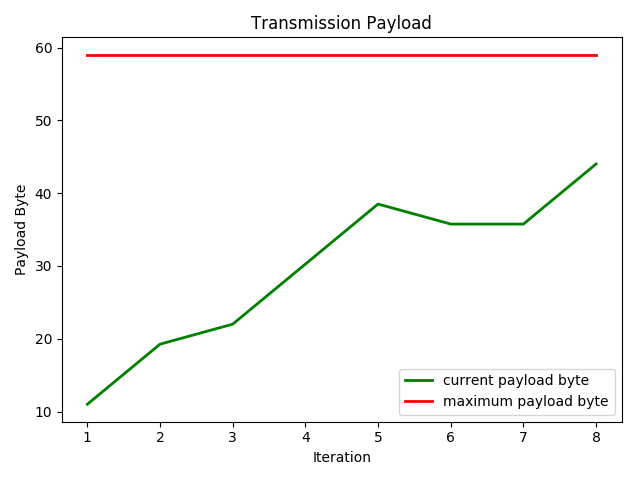 Transmission Payload
60
50
40
30
20
10
Payload Byte
current payload byte
maximum payload byte
1 2 3 4 5 6 7 8
Iteration